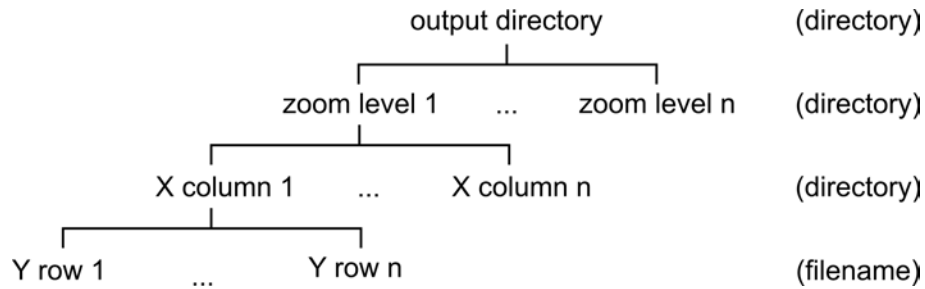 output directory (directory)
zoom level 1 ... zoom level n (directory)
X column 1 ... X column n (directory)
Y row 1 ... Y row n (filename)